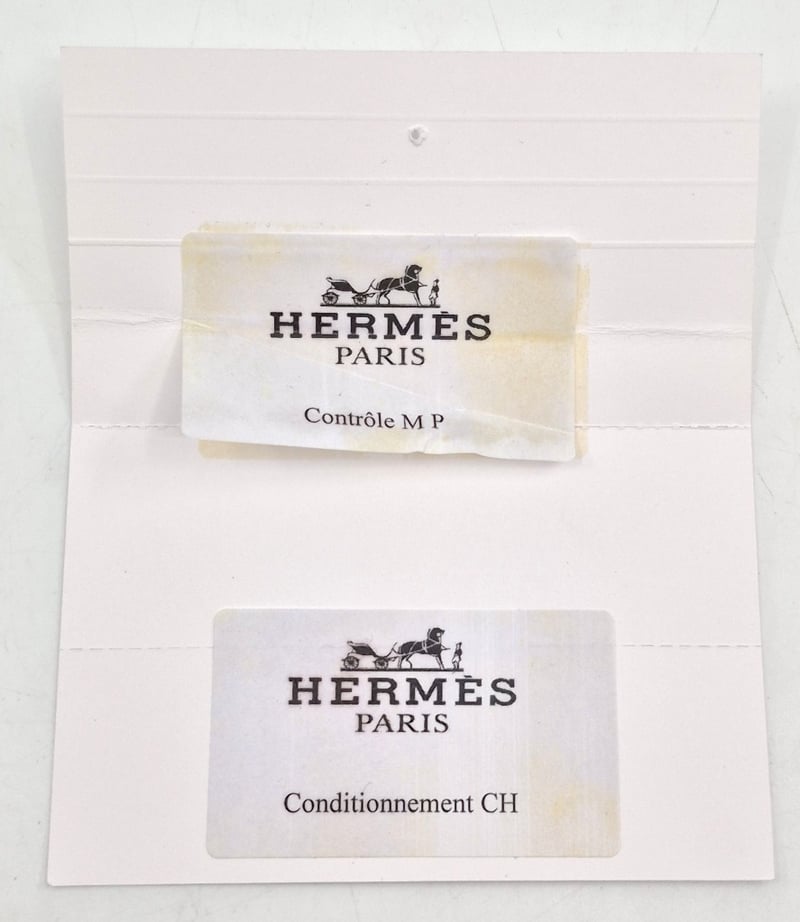 HERMÈS
PARIS
Contrôle M P
HERMÈS
PARIS
Conditionnement CH